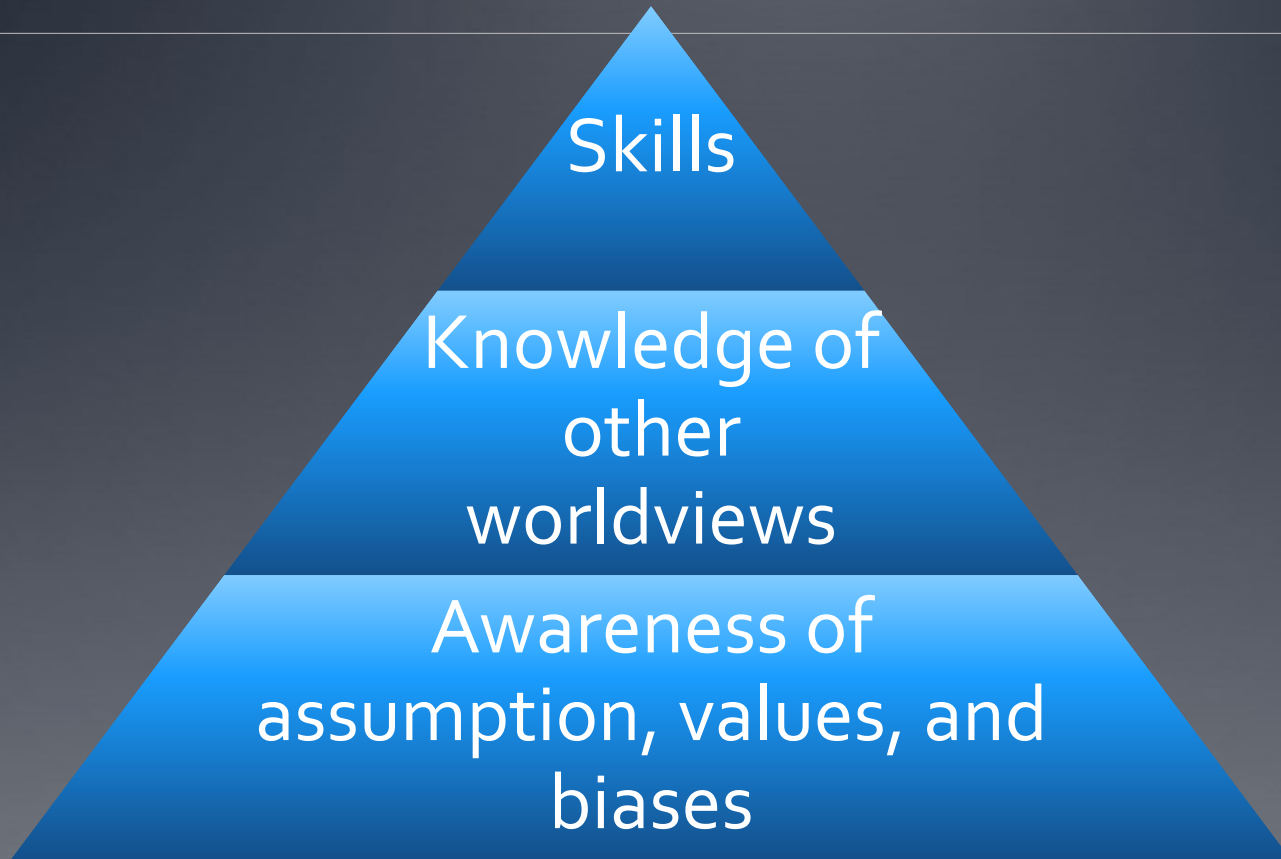 Skills
Knowledge of
other
worldviews
Awareness of
assumption, values, and
biases